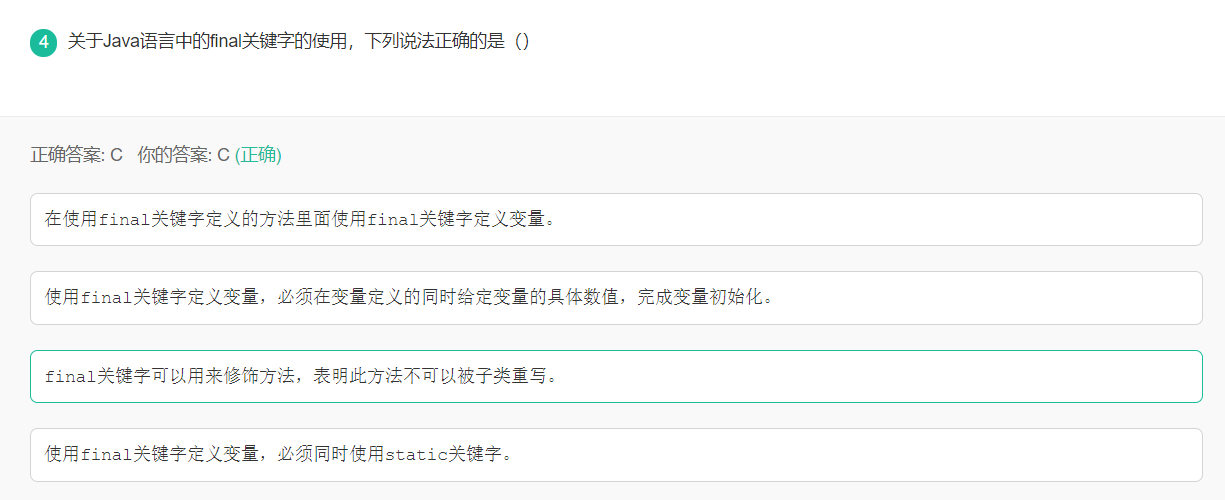 4 关于Java语言中的final关键字的使用，下列说法正确的是（）
正确答案: C 你的答案: C (正确)
在使用final关键字定义的方法里面使用final关键字定义变量。
使用final关键字定义变量，必须在变量定义的同时给定变量的具体数值，完成变量初始化。
final关键字可以用来修饰方法，表明此方法不可以被子类重写。
使用final关键字定义变量，必须同时使用static关键字。